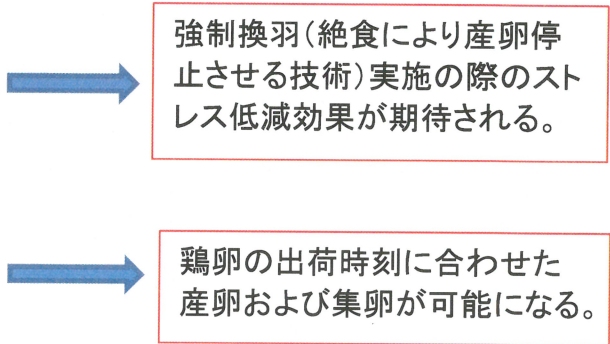 強制換羽(絶食により産卵停
止させる技術)実施の際のスト
レス低減効果が期待される。
鶏卵の出荷時刻に合わせた
産卵および集卵が可能になる。